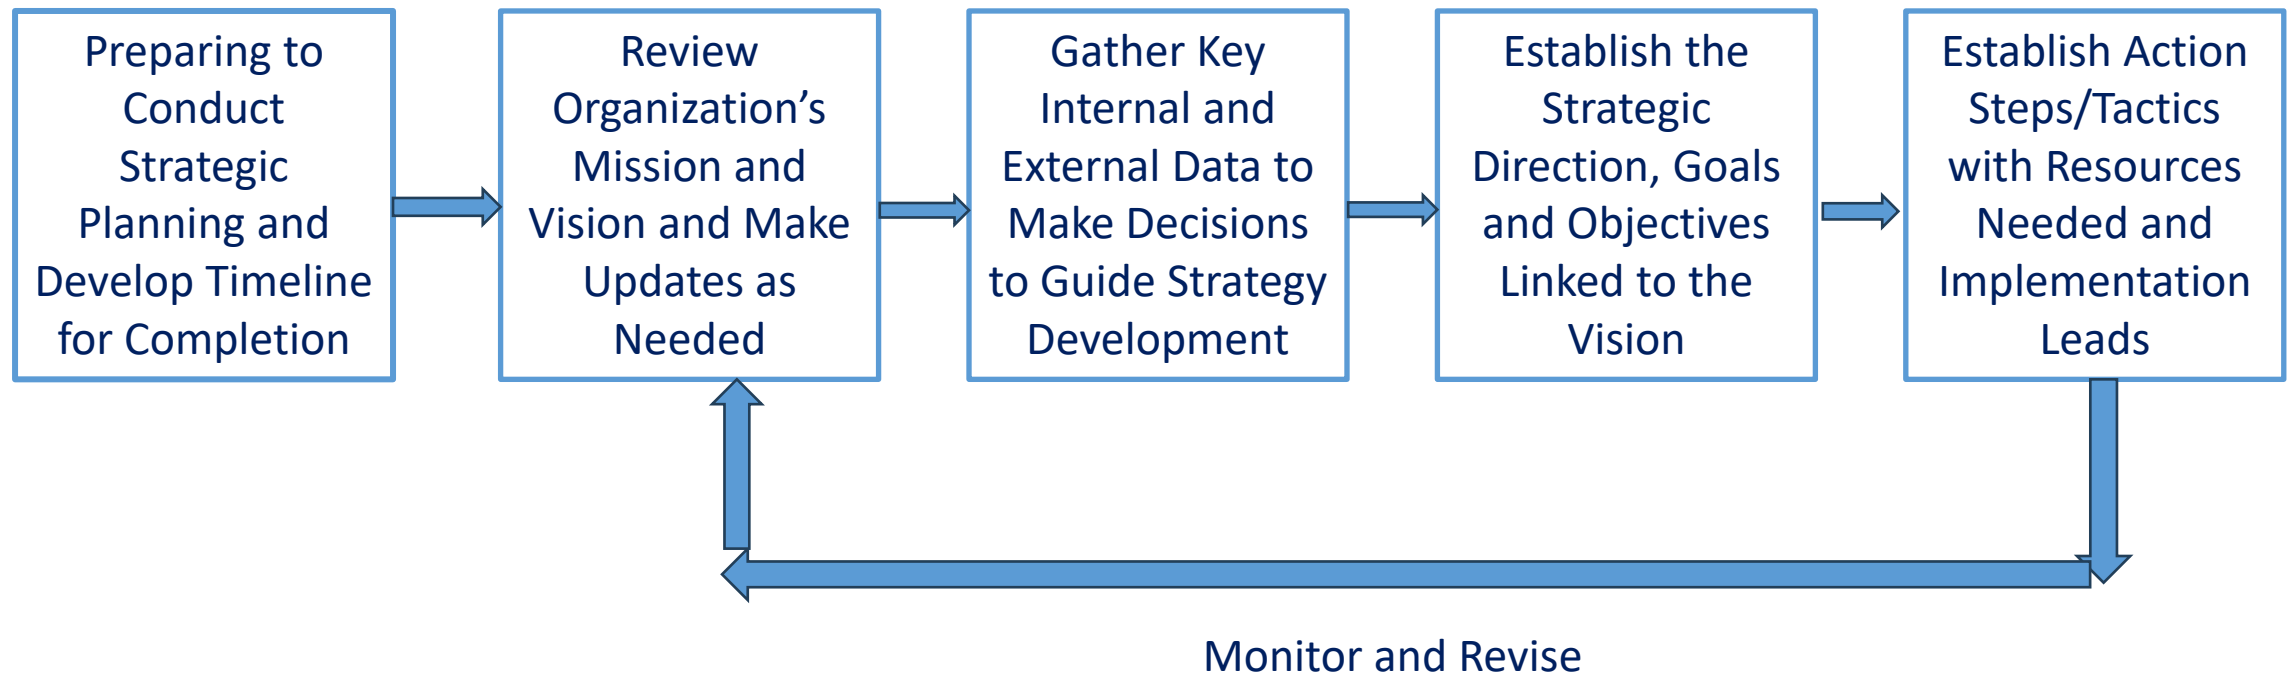 Preparing to
Conduct
Strategic
Planning and
Develop Timeline
for Completion
Review
Organization’s
Mission and
Vision and Make
Updates as
Needed
Gather Key
Internal and
External Data to
Make Decisions
to Guide Strategy
Development
Establish the
Strategic
Direction, Goals
and Objectives
Linked to the
Vision
Establish Action
Steps/Tactics
with Resources
Needed and
Implementation
Leads
Monitor and Revise